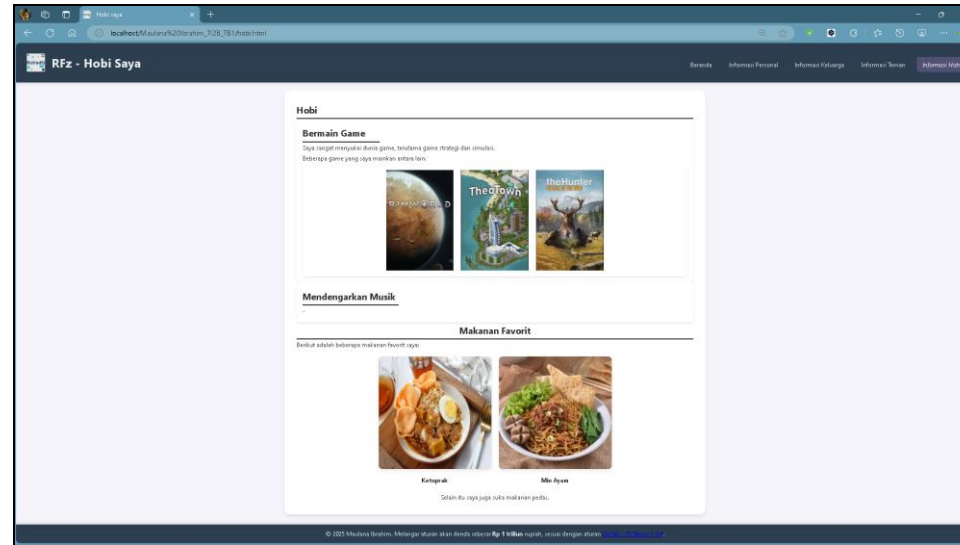 Hobi saya
localhost/Maulana%20Ibrahim_TI2B_TB1/hobi.html
RFz - Hobi Saya
Beranda Informasi Personal Informasi Keluarga Informasi Teman Informasi Hobi
Hobi
Bermain Game
Saya sangat menyukai dunia game, terutama game strategi dan simulasi.
Beberapa game yang saya mainkan antara lain:
RIMWORLD
TheoTown
theHunter
Mendengarkan Musik
-
Makanan Favorit
Berikut adalah beberapa makanan favorit saya:
Ketoprak
Mie Ayam
Selain itu saya juga suka makanan pedas.
© 2025 Maulana Ibrahim. Melanggar aturan akan denda sebesar Rp 1 triliun rupiah, sesuai dengan aturan